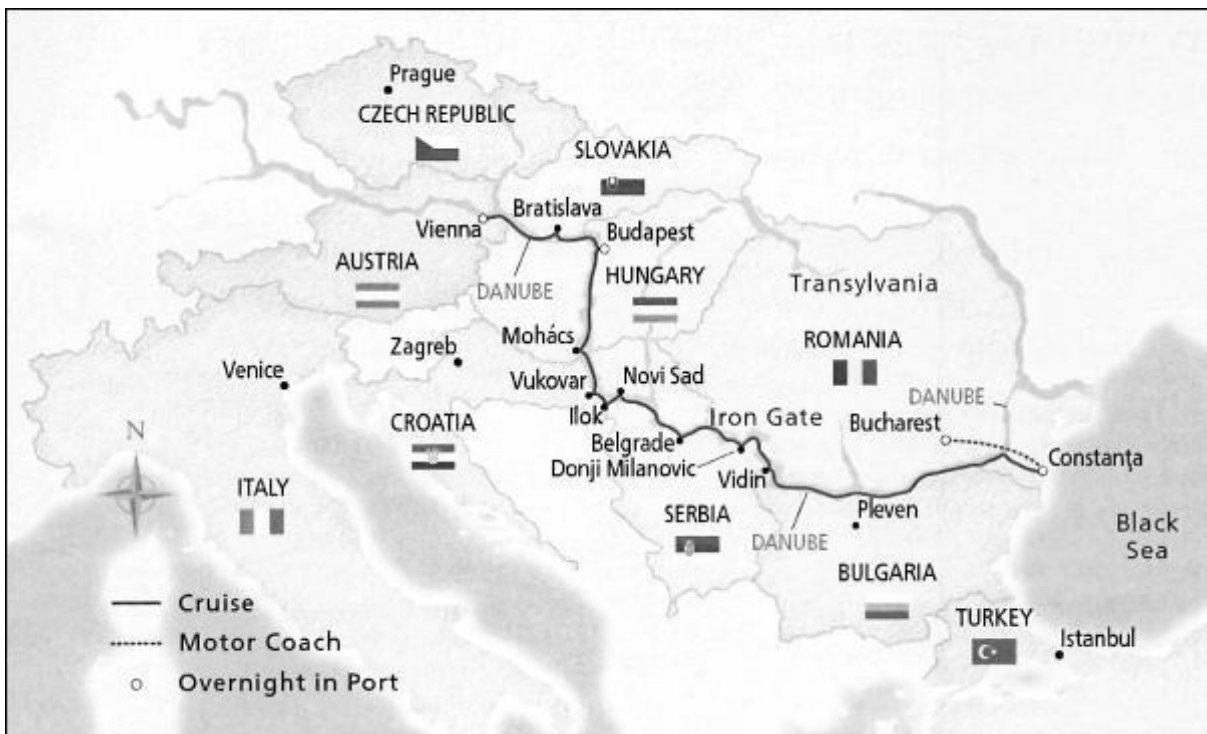 Prague
CZECH REPUBLIC
SLOVAKIA
Bratislava
Vienna
Budapest
AUSTRIA
HUNGARY
DANUBE
Transylvania
Mohács
ROMANIA
Zagreb
Venice
Novi Sad
Vukovar
DANUBE
Ilok
Iron Gate
Bucharest
CROATIA
Belgrade
Constanţa
Donji Milanovic
Vidin
N
ITALY
SERBIA
Pleven
Black
Sea
DANUBE
BULGARIA
Cruise
TURKEY
Motor Coach
Istanbul
Overnight in Port